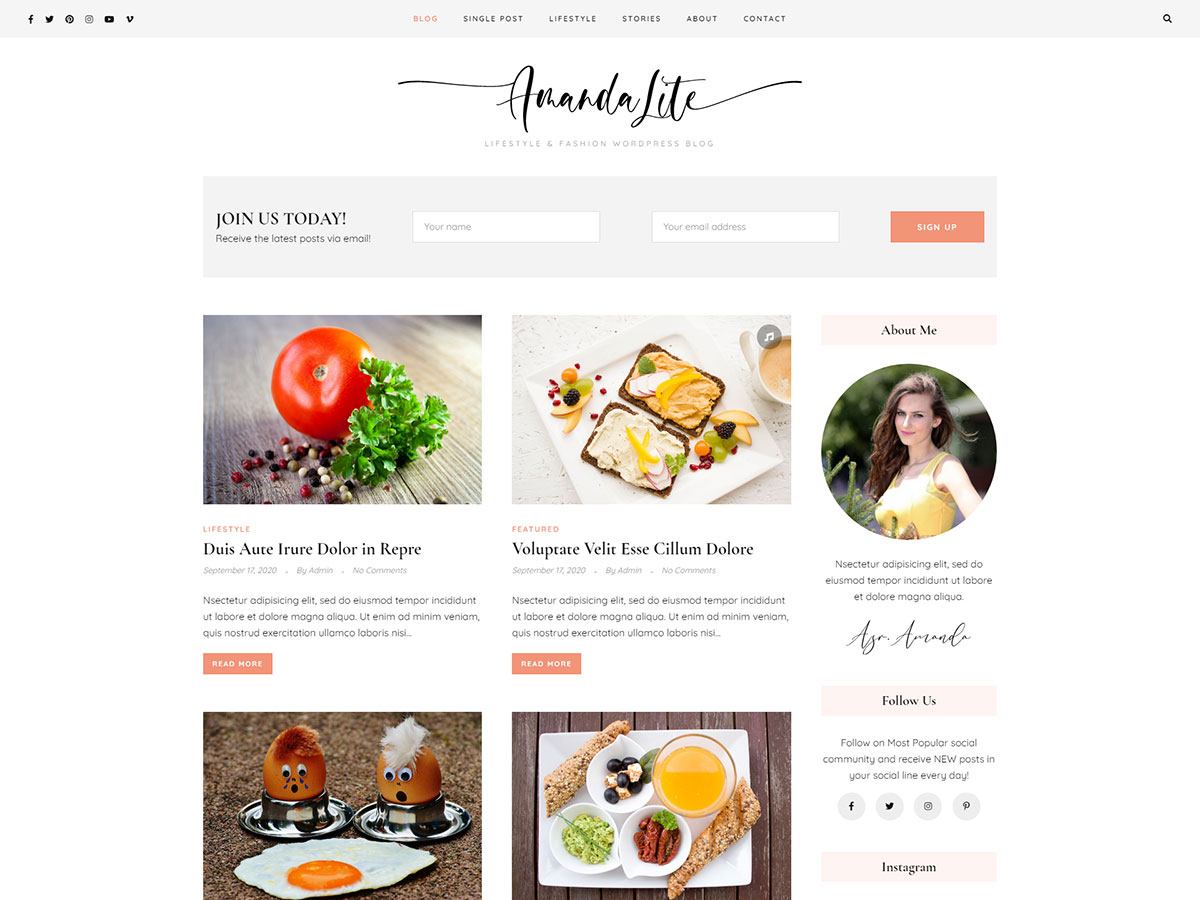 BLOG SINGLE POST LIFESTYLE STORIES ABOUT CONTACT
AmandaLite
LIFESTYLE & FASHION WORDPRESS BLOG
JOIN US TODAY!
Receive the latest posts via email!
Your name
Your email address
SIGN UP
LIFESTYLE
Duis Aute Irure Dolor in Repre
September 17, 2020 . By Admin . No Comments
Nsectetur adipisicing elit, sed do eiusmod tempor incididunt
ut labore et dolore magna aliqua. Ut enim ad minim veniam,
quis nostrud exercitation ullamco laboris nisi...
READ MORE
FEATURED
Voluptate Velit Esse Cillum Dolore
September 17, 2020 . By Admin . No Comments
Nsectetur adipisicing elit, sed do eiusmod tempor incididunt
ut labore et dolore magna aliqua. Ut enim ad minim veniam,
quis nostrud exercitation ullamco laboris nisi...
READ MORE
About Me
Nsectetur adipisicing elit, sed do
eiusmod tempor incididunt ut labore
et dolore magna aliqua.
Azr. Amanda
Follow Us
Follow on Most Popular social
community and receive NEW posts in
your social line every day!
Instagram